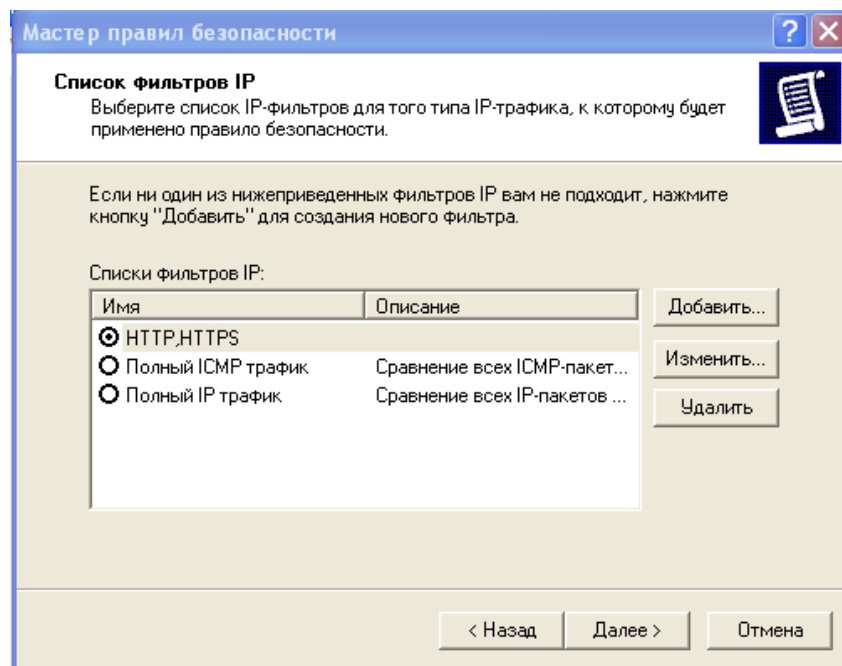 Мастер правил безопасности
Список фильтров IP
Выберите список IP-фильтров для того типа IP-трафика, к которому будет
применено правило безопасности.
Если ни один из нижеприведенных фильтров IP вам не подходит, нажмите
кнопку "Добавить" для создания нового фильтра.
Списки фильтров IP:
Имя Описание
HTTP,HTTPS
Полный ICMP трафик Сравнение всех ICMP-пакет...
Полный IP трафик Сравнение всех IP-пакетов ...
Добавить...
Изменить...
Удалить
< Назад Далее > Отмена